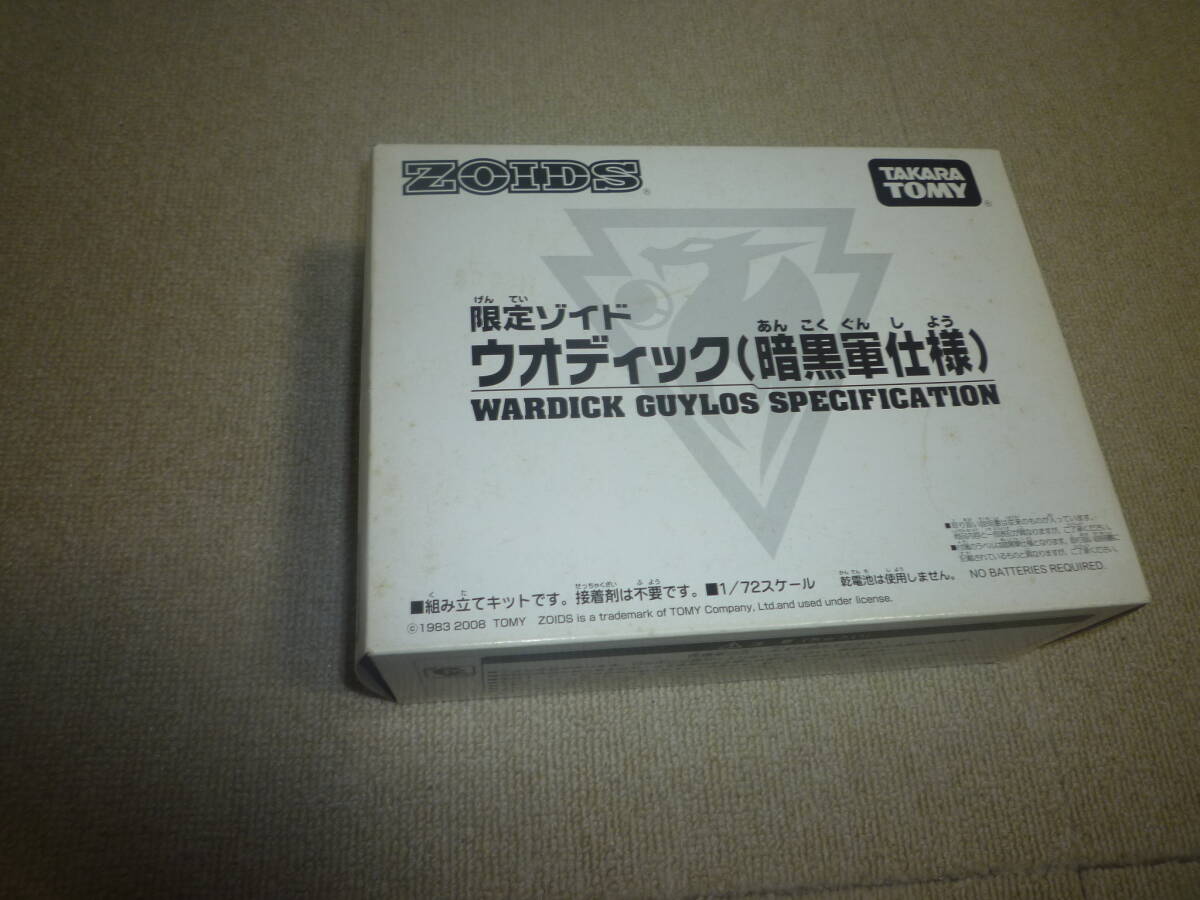 ZOIDS®
TAKARA TOMY®
げんてい
限定ゾイド
あんこくぐんしよう
ウオディック(暗黒軍仕様)
WARDICK GUYLOS SPECIFICATION
くた
せっちゃくざい ふよう
■組み立てキットです。接着剤は不要です。■1/72スケール
かんでんち しよう
乾電池は使用しません。 NO BATTERIES REQUIRED.
©1983 2008 TOMY ZOIDS is a trademark of TOMY Company, Ltd.and used under license.